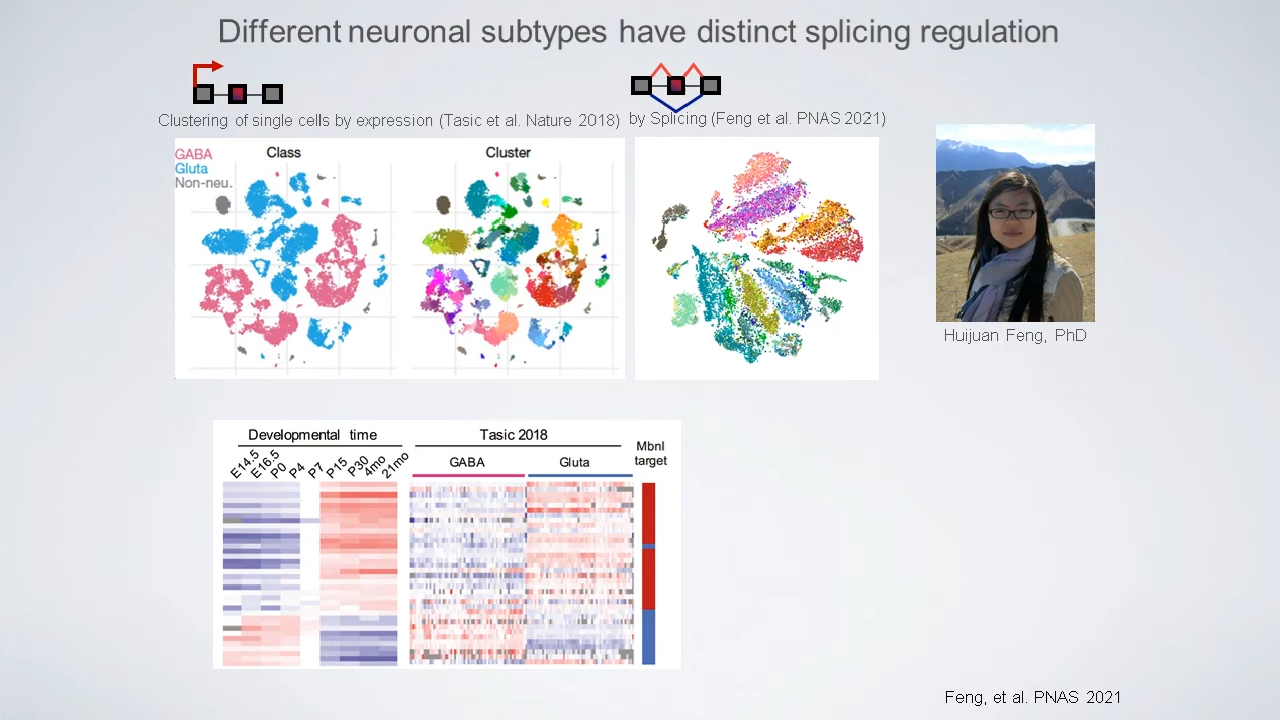 Different neuronal subtypes have distinct splicing regulation
Clustering of single cells by expression (Tasic et al. Nature 2018)
by Splicing (Feng et al. PNAS 2021)
GABA
Gluta
Non-neu.
Class
Cluster
Huijuan Feng, PhD
Developmental time
E14.5
E16.5
P0
P4
P7
P15
P30
4mo
21mo
Tasic 2018
GABA
Gluta
Mbnl
target
Feng, et al. PNAS 2021